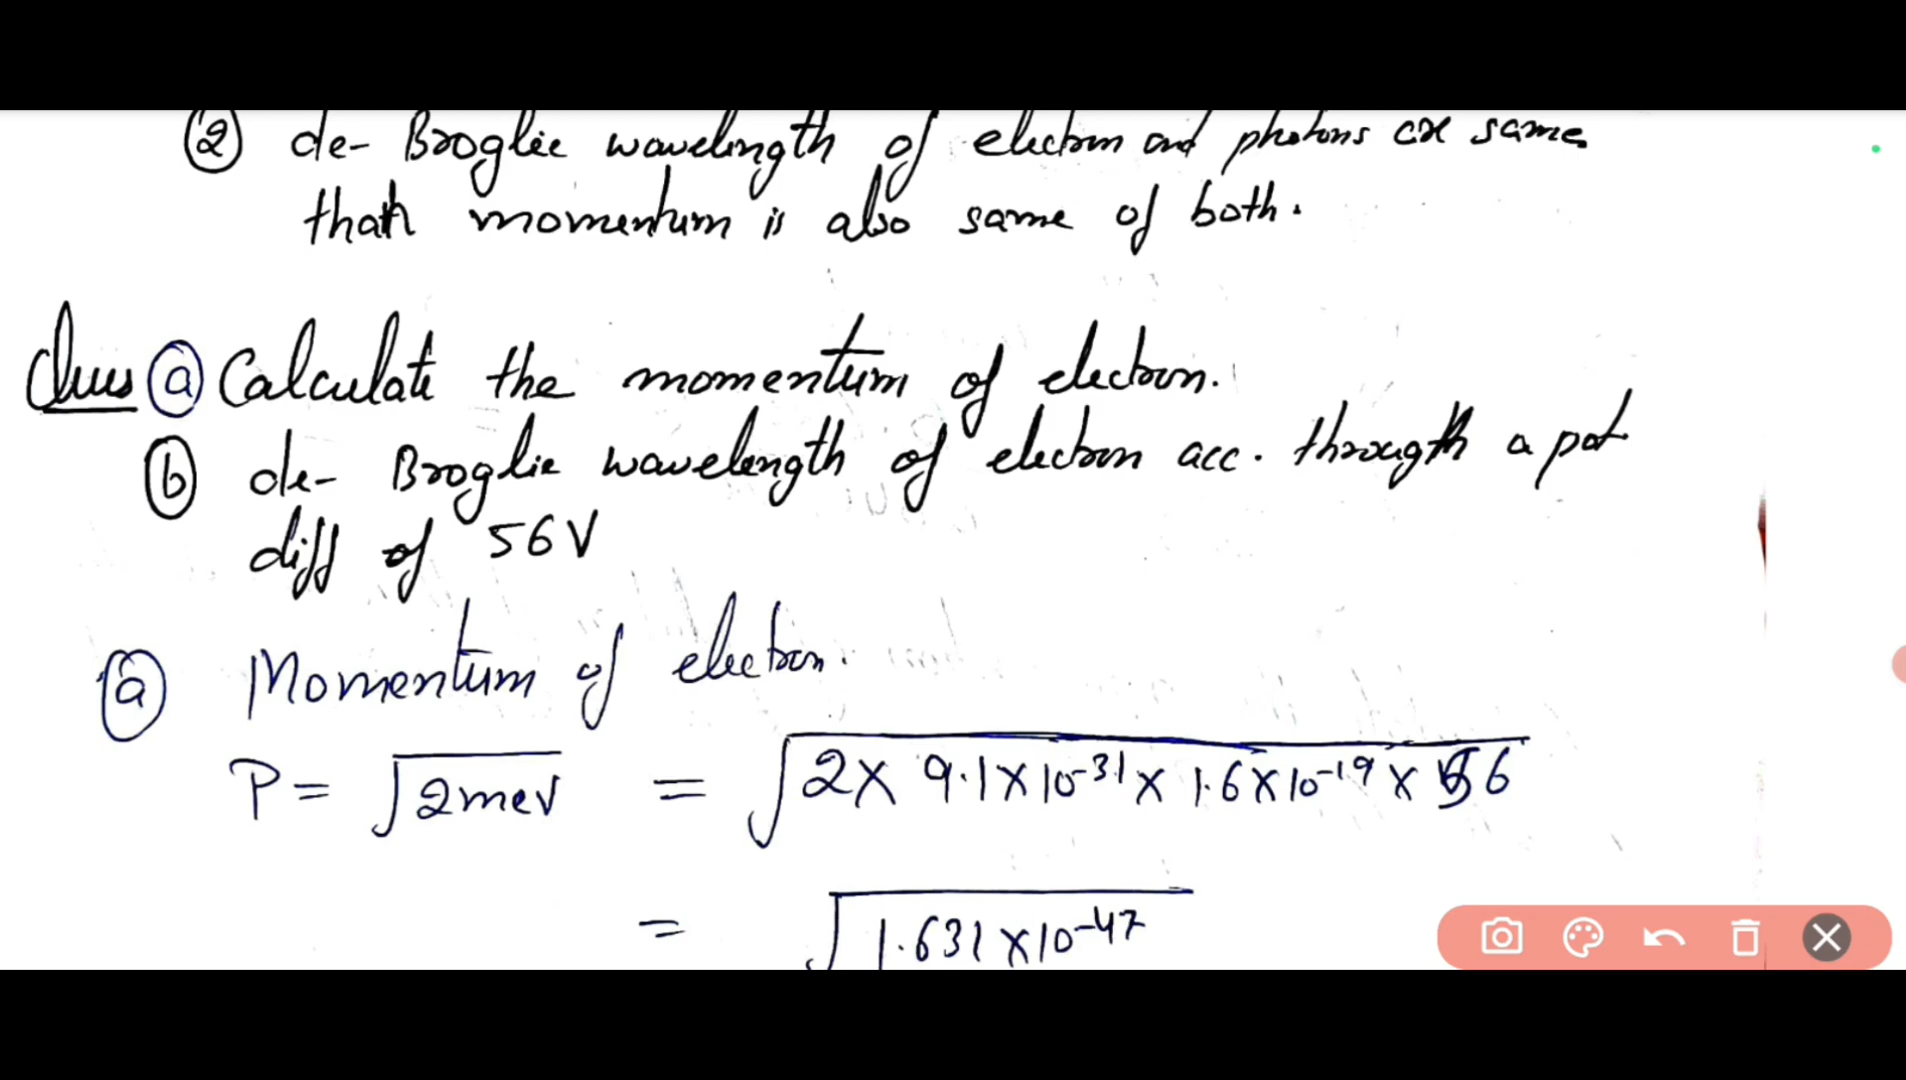 ② de-Broglie wavelength of electron and photons are same
than momentum is also same of both.
Ques ⓐ Calculate the momentum of electron.
ⓑ de-Broglie wavelength of electron acc. through a pot
diff of 56V
ⓐ Momentum of electron.
P = √2meV = √2× 9.1×10⁻³¹× 1.6×10⁻¹⁹ × 56
= √1.631 ×10⁻⁴⁷